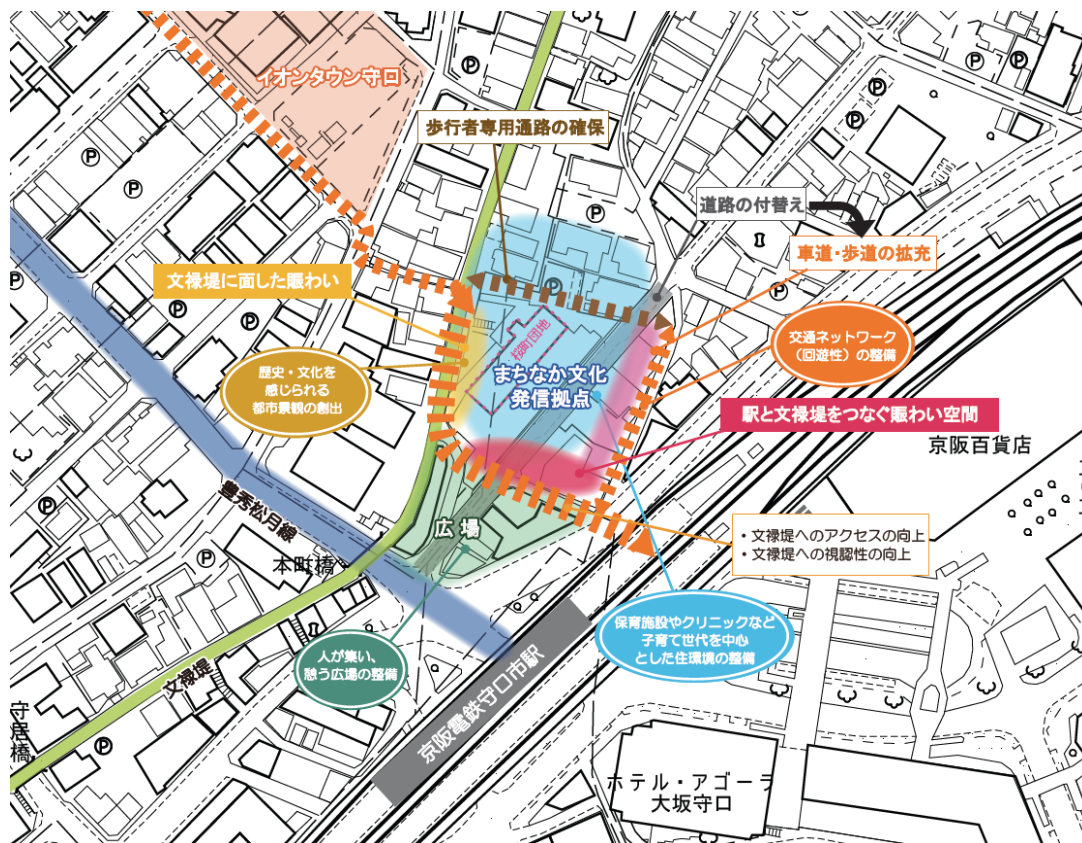 イオンタウン守口
Ⓟ
Ⓟ
歩行者専用通路の確保
Ⓟ
Ⓟ
Ⓟ
Ⓟ
Ⓟ
道路の付替え
Ⓟ
車道・歩道の拡充
Ⓟ
文禄堤に面した賑わい
Ⓟ
Ⓟ
Ⓟ
Ⓟ
桜町団地
交通ネットワーク
（回遊性）の整備
歴史・文化を
感じられる
都市景観の創出
まちなか文化
発信拠点
駅と文禄堤をつなぐ賑わい空間
京阪百貨店
Ⓟ
豊秀松月線
広場
本町橋
・文禄堤へのアクセスの向上
・文禄堤への視認性の向上
保育施設やクリニックなど
子育て世代を中心
とした住環境の整備
人が集い、
憩う広場の整備
文禄堤
京阪電鉄守口市駅
守居橋
Ⓟ
ホテル・アゴーラ
大坂守口